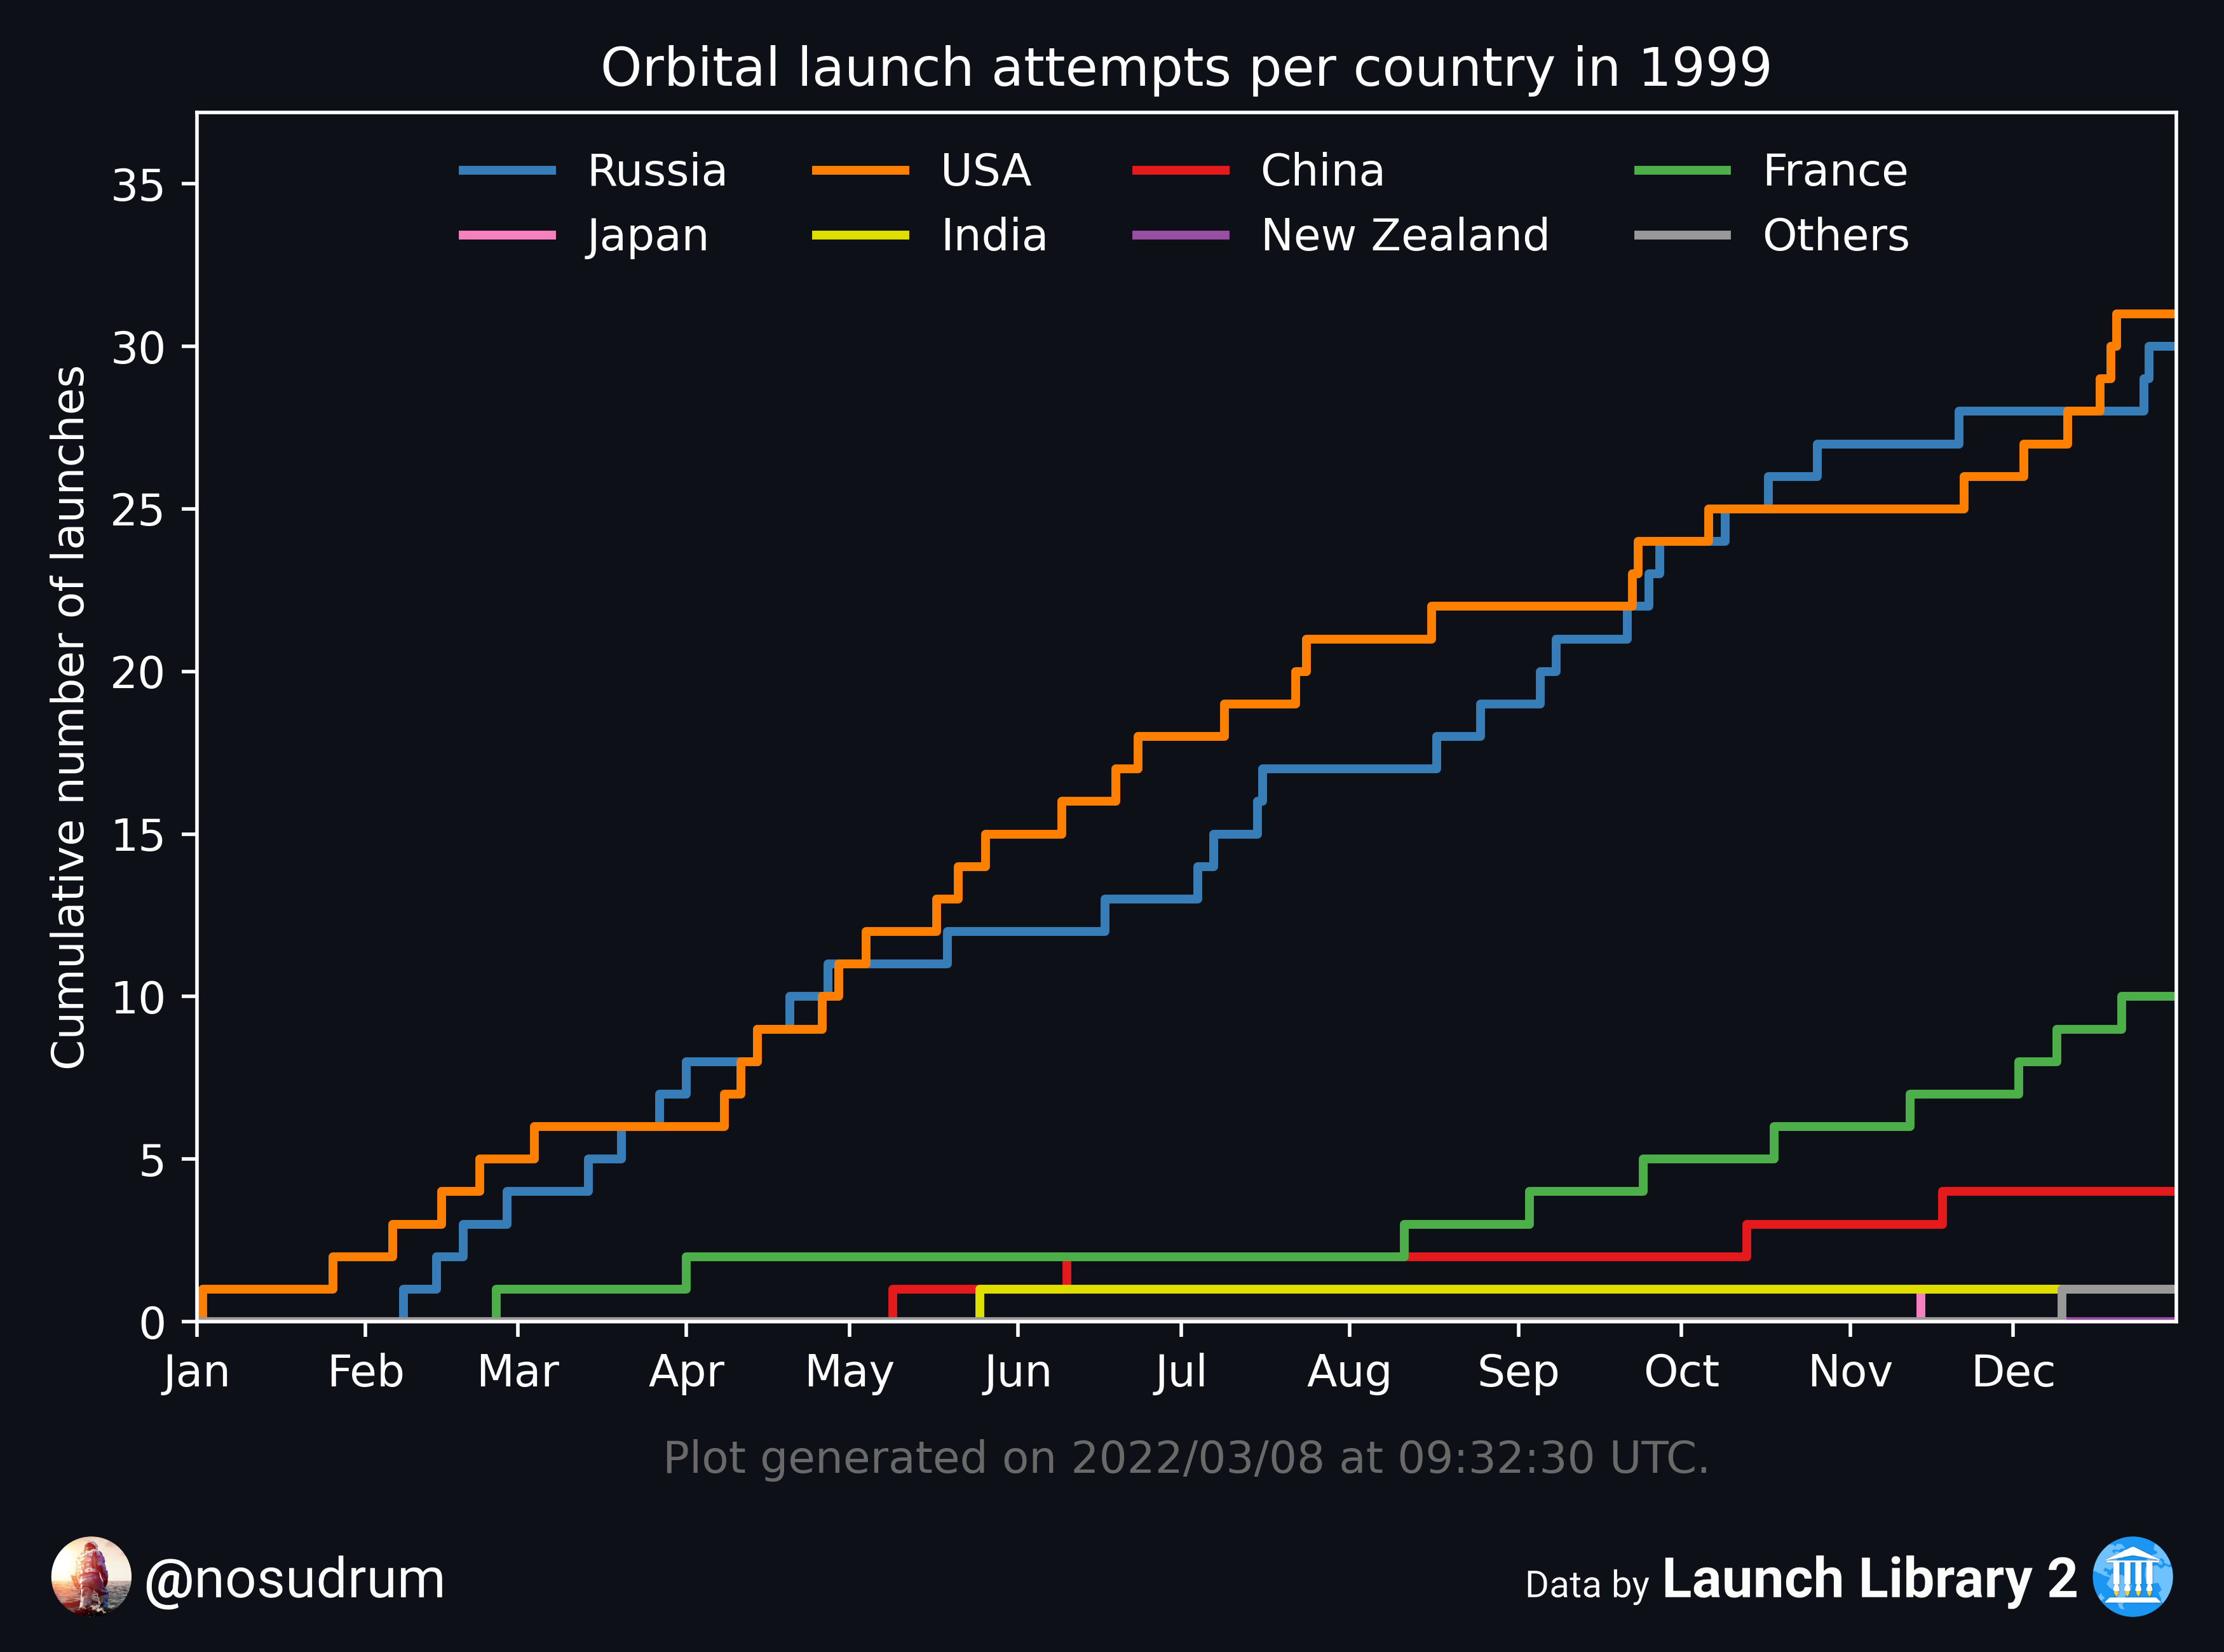 Orbital launch attempts per country in 1999
Russia USA China France
Japan India New Zealand Others
Cumulative number of launches
35
30
25
20
15
10
5
0
Jan Feb Mar Apr May Jun Jul Aug Sep Oct Nov Dec
Plot generated on 2022/03/08 at 09:32:30 UTC.
@nosudrum
Data by Launch Library 2